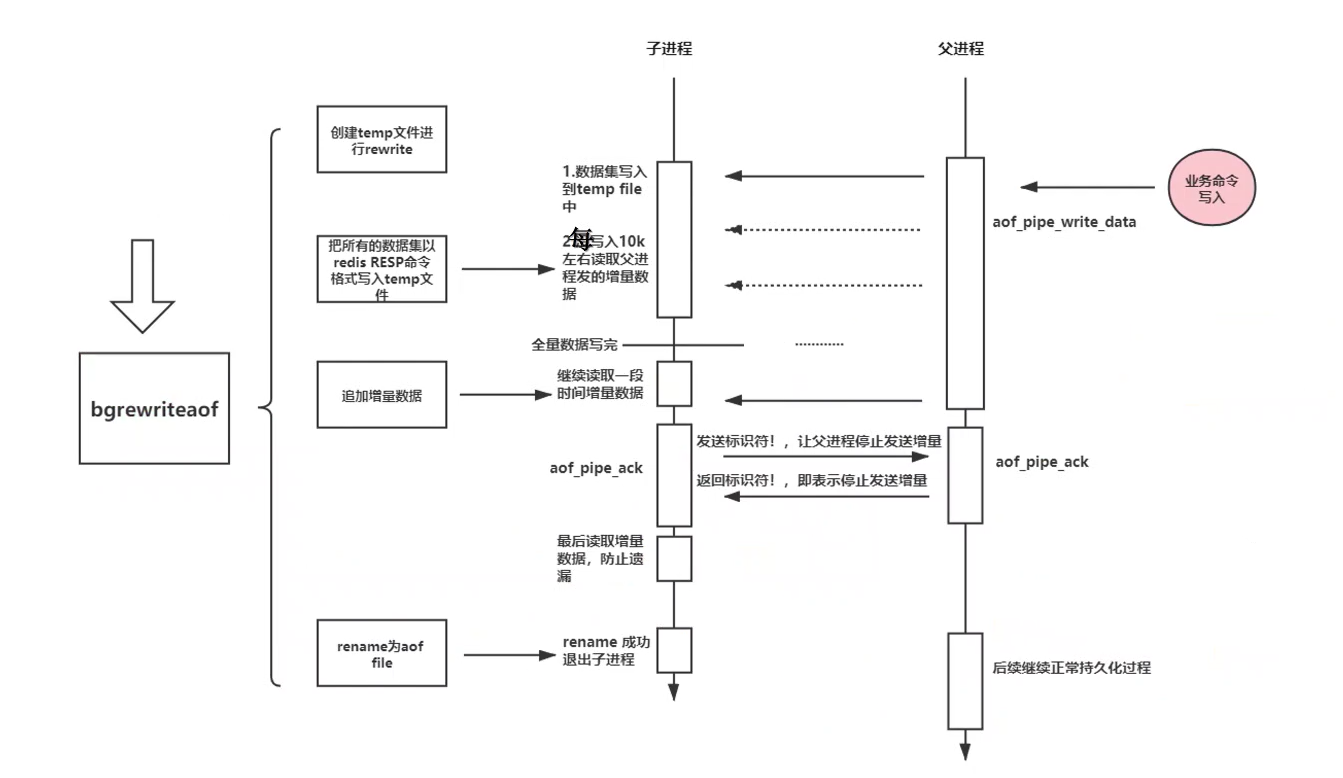 子进程
父进程
创建temp文件进
行rewrite
1.数据集写入
到temp file
中
业务命令
写入
aof_pipe_write_data
把所有的数据集以
redis RESP命令
格式写入temp文
件
每
2.写入10k
左右读取父进
程发的增量数
据
全量数据写完
bgrewriteaof
追加增量数据
继续读取一段
时间增量数据
发送标识符！，让父进程停止发送增量
aof_pipe_ack
aof_pipe_ack
返回标识符！，即表示停止发送增量
最后读取增量
数据，防止遗
漏
rename为aof
file
rename 成功
退出子进程
后续继续正常持久化过程